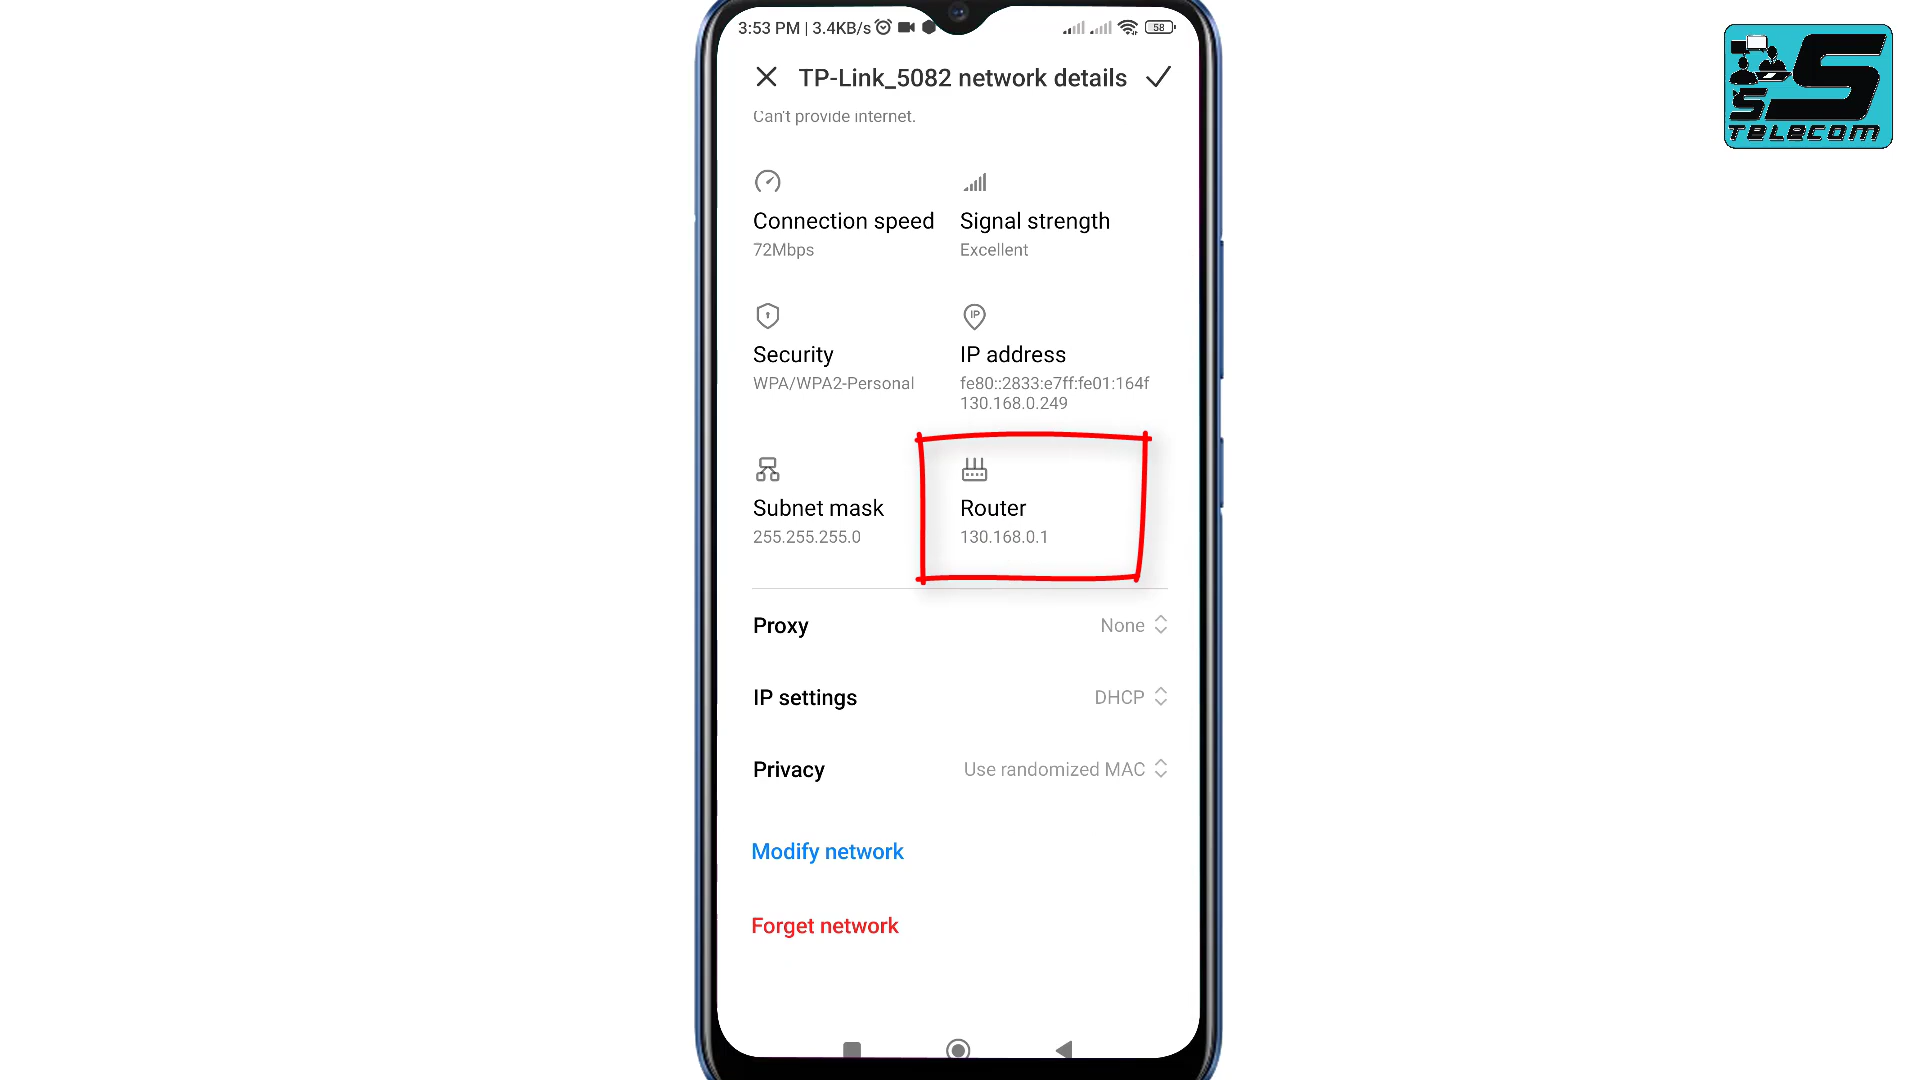 3:53 PM | 3.4KB/s
58
TP-Link_5082 network details
Can't provide internet.
Connection speed
72Mbps
Signal strength
Excellent
Security
WPA/WPA2-Personal
IP
IP address
fe80::2833:e7ff:fe01:164f
130.168.0.249
Subnet mask
255.255.255.0
Router
130.168.0.1
Proxy
None
IP settings
DHCP
Privacy
Use randomized MAC
Modify network
Forget network
SS
TELECOM